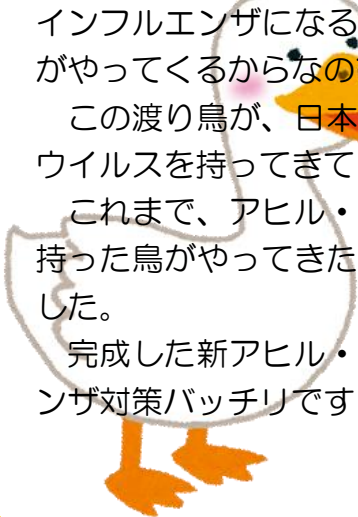 インフルエンザになる
がやってくるからなので
この渡り鳥が、日本
ウイルスを持ってきて
これまで、アヒル・
持った鳥がやってきた
した。
完成した新アヒル・
ンザ対策バッチリです